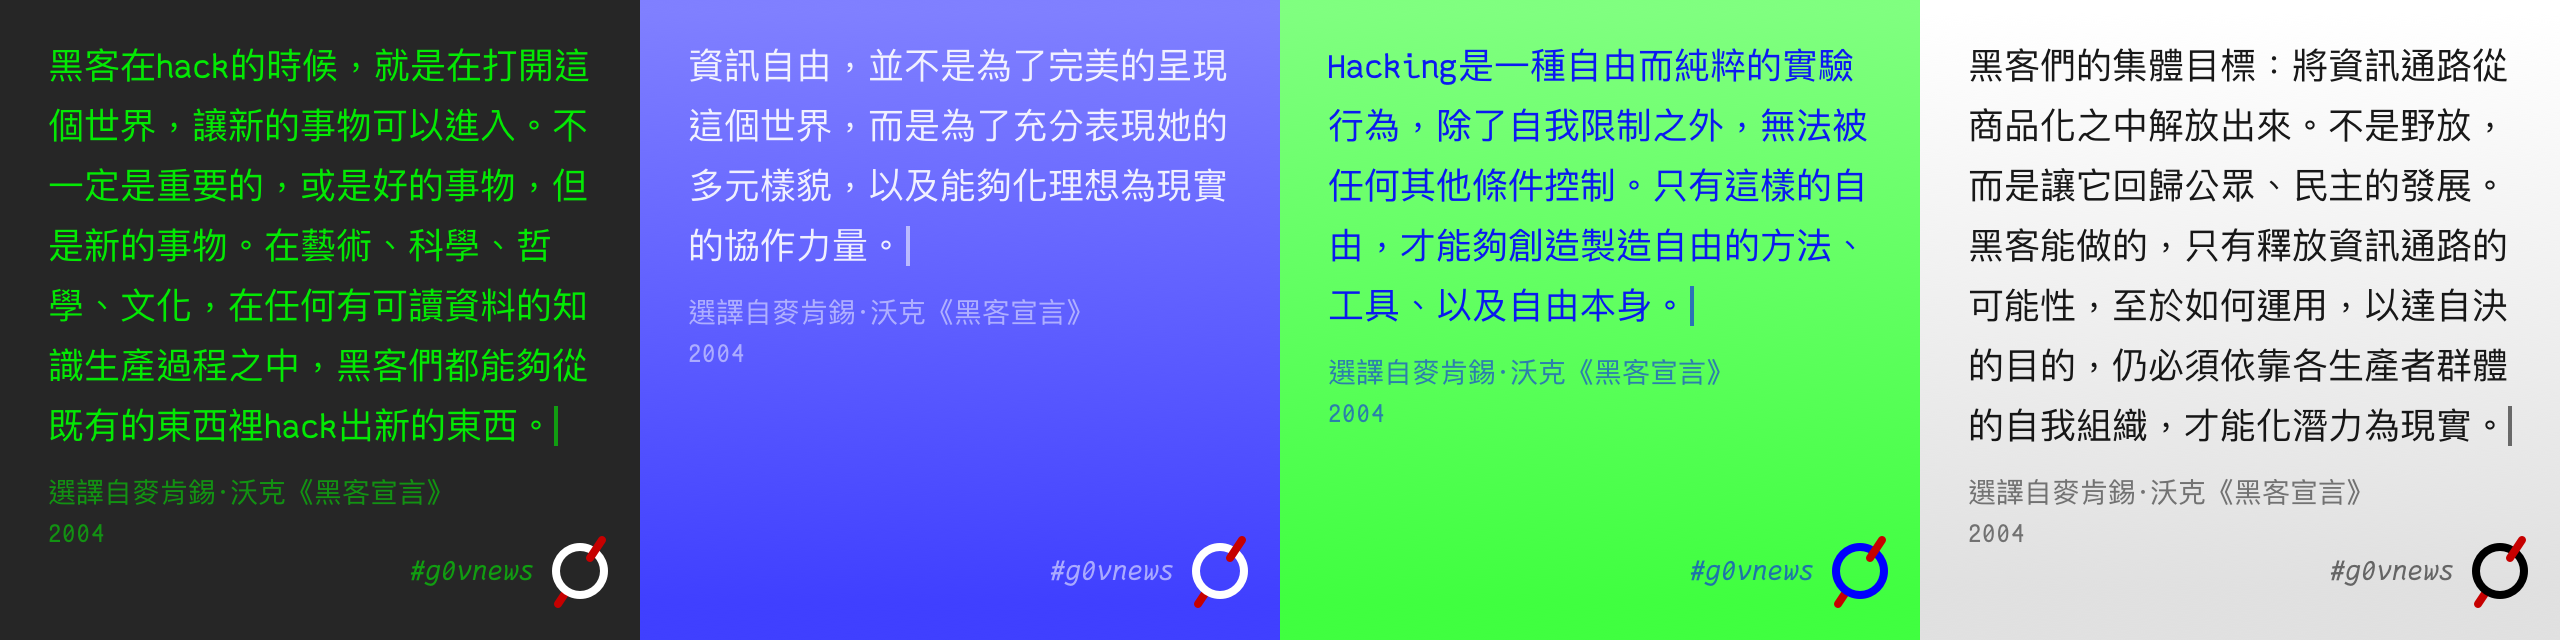 黑客在hack的時候，就是在打開這
個世界，讓新的事物可以進入。不
一定是重要的，或是好的事物，但
是新的事物。在藝術、科學、哲
學、文化，在任何有可讀資料的知
識生產過程之中，黑客們都能夠從
既有的東西裡hack出新的東西。
選譯自麥肯錫·沃克《黑客宣言》
2004
#g0vnews
資訊自由，並不是為了完美的呈現
這個世界，而是為了充分表現她的
多元樣貌，以及能夠化理想為現實
的協作力量。
選譯自麥肯錫·沃克《黑客宣言》
2004
#g0vnews
Hacking是一種自由而純粹的實驗
行為，除了自我限制之外，無法被
任何其他條件控制。只有這樣的自
由，才能夠創造製造自由的方法、
工具、以及自由本身。
選譯自麥肯錫·沃克《黑客宣言》
2004
#g0vnews
黑客們的集體目標：將資訊通路從
商品化之中解放出來。不是野放，
而是讓它回歸公眾、民主的發展。
黑客能做的，只有釋放資訊通路的
可能性，至於如何運用，以達自決
的目的，仍必須依靠各生產者群體
的自我組織，才能化潛力為現實。
選譯自麥肯錫·沃克《黑客宣言》
2004
#g0vnews